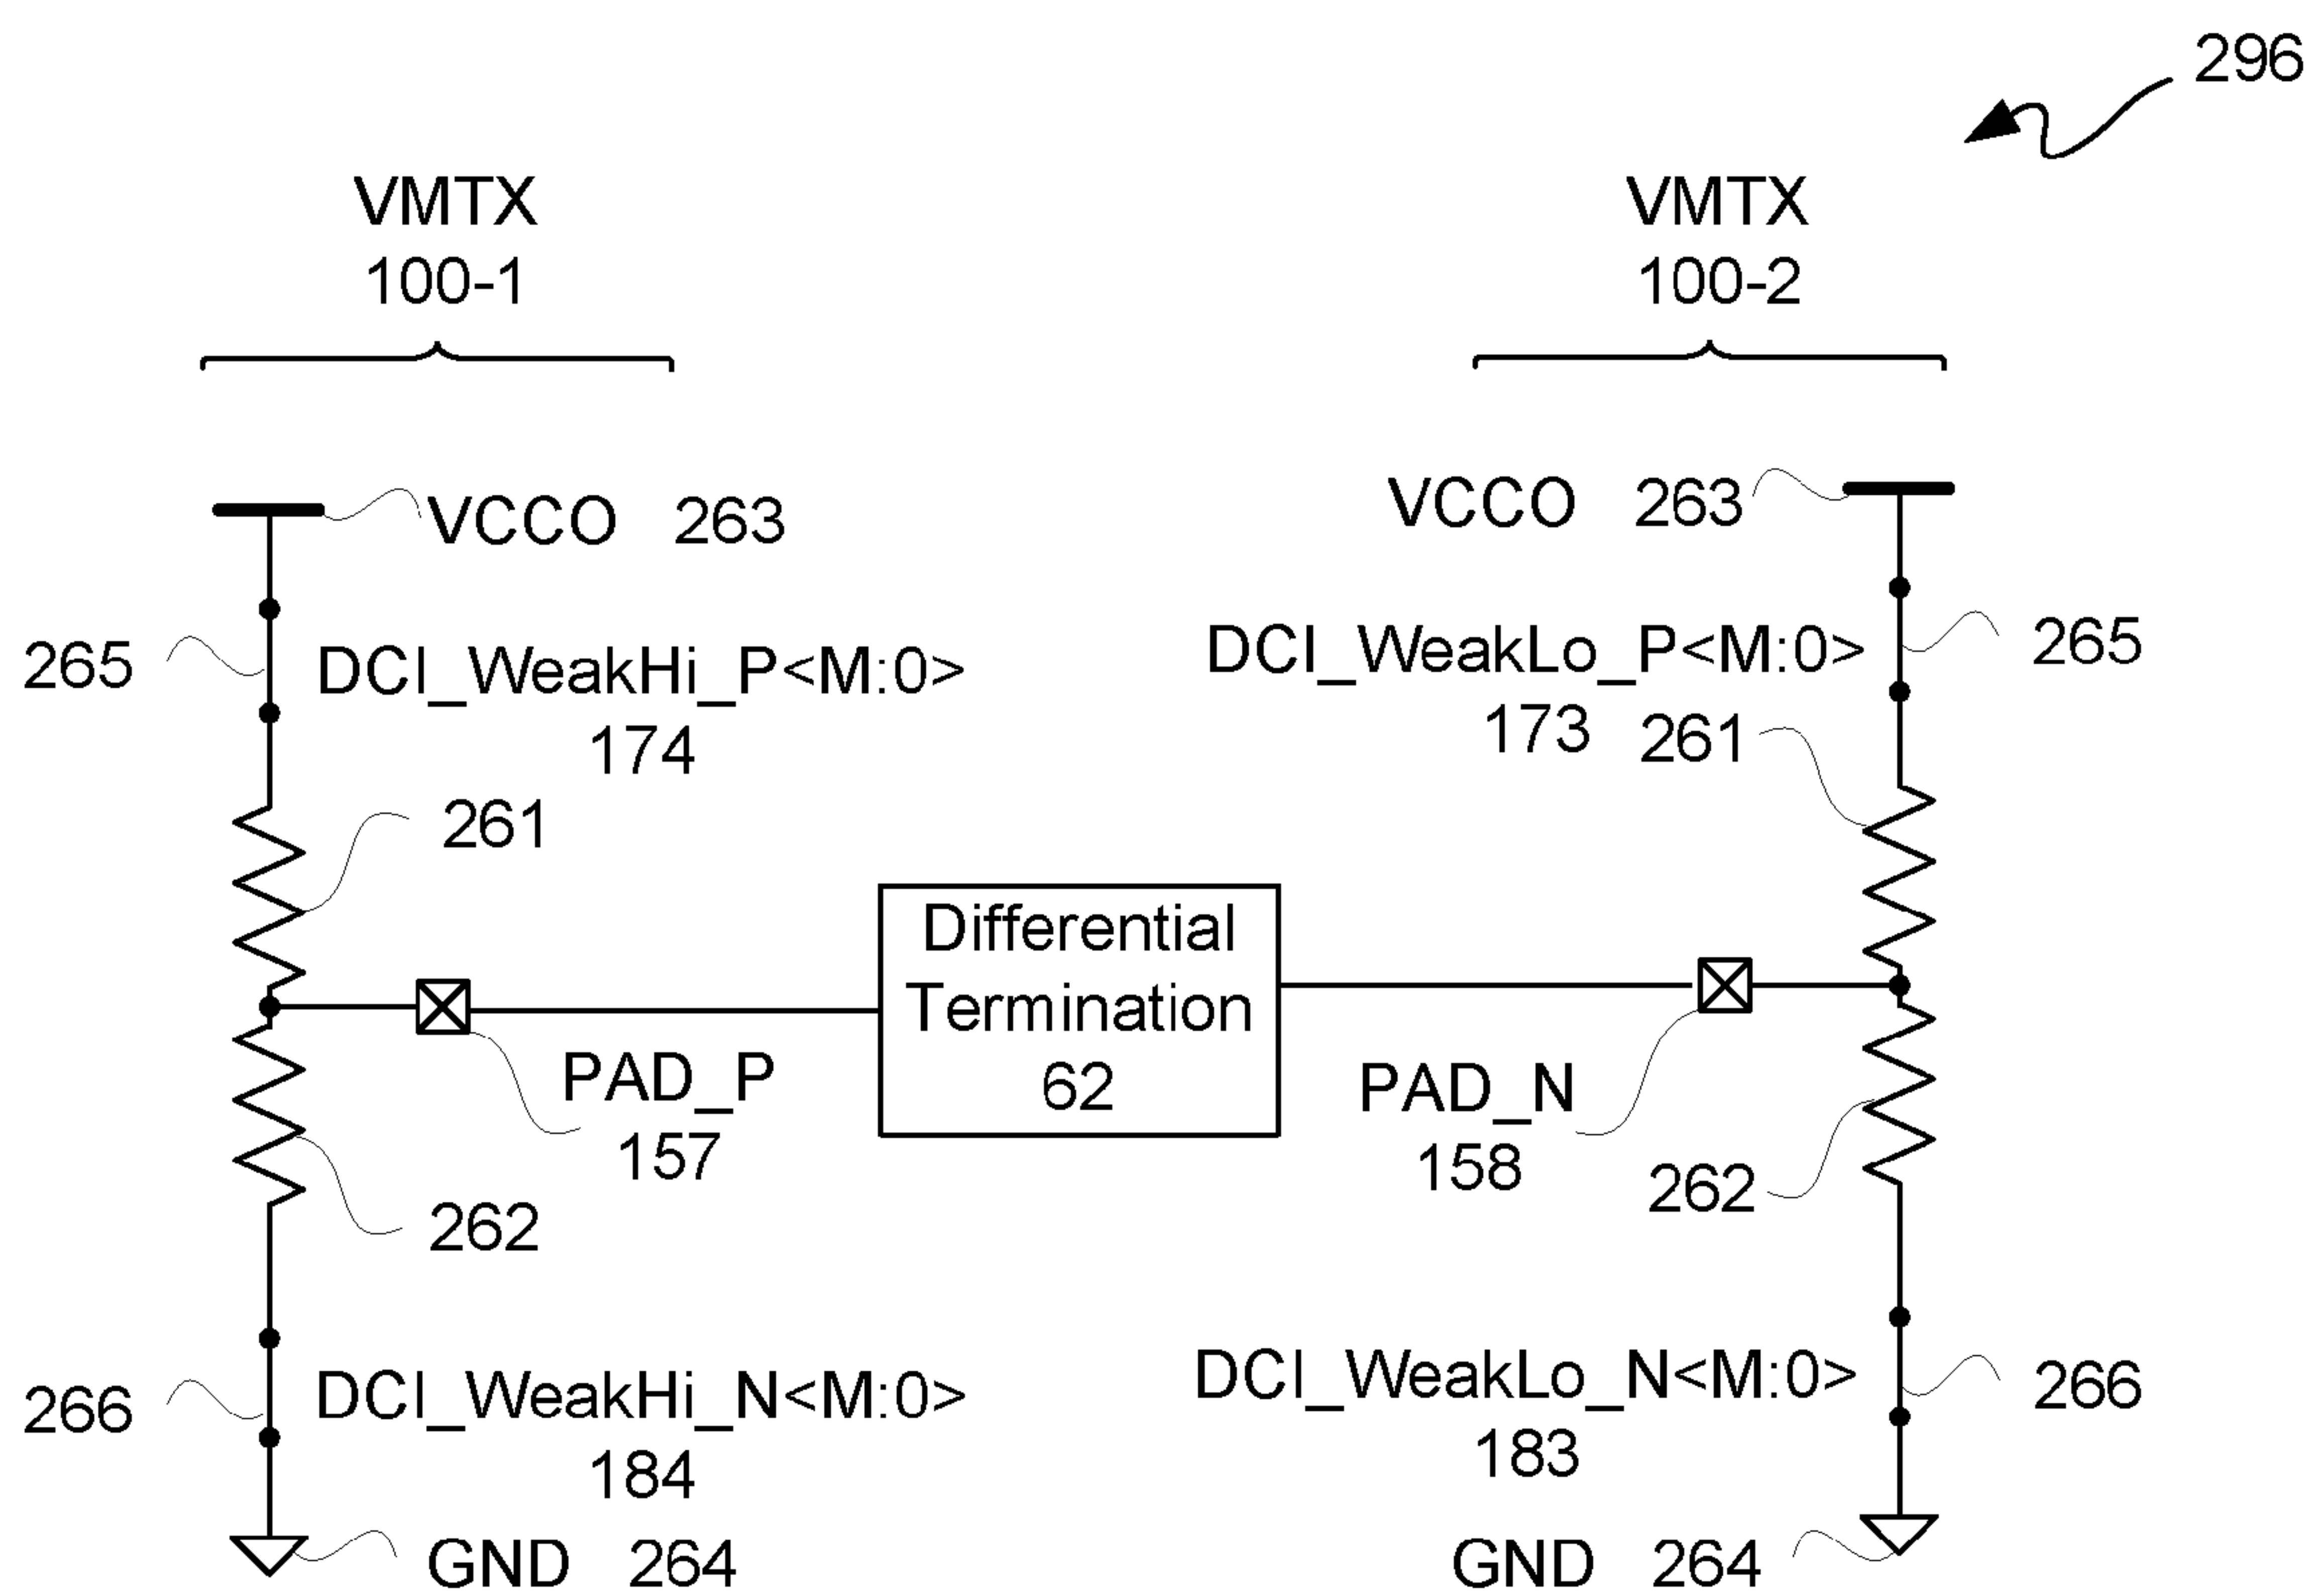 296
VMTX
100-1
VMTX
100-2
VCCO 263
VCCO 263
265
DCI_WeakHi_P<M:0>
174
DCI_WeakLo_P<M:0>
173
265
261
261
Differential
Termination
62
PAD_P
157
PAD_N
158
262
262
266
DCI_WeakHi_N<M:0>
184
DCI_WeakLo_N<M:0>
183
266
GND 264
GND 264